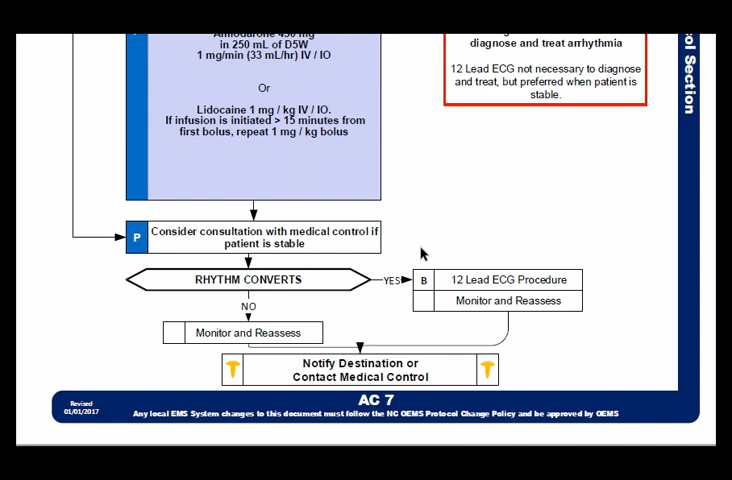 Amiodarone 450 mg
in 250 mL of D5W
1 mg/min (33 mL/hr) IV / IO
Or
Lidocaine 1 mg / kg IV / IO.
If infusion is initiated > 15 minutes from
first bolus, repeat 1 mg / kg bolus
diagnose and treat arrhythmia
12 Lead ECG not necessary to diagnose
and treat, but preferred when patient is
stable.
col Section
P
Consider consultation with medical control if
patient is stable
RHYTHM CONVERTS
YES
B
12 Lead ECG Procedure
Monitor and Reassess
NO
Monitor and Reassess
Notify Destination or
Contact Medical Control
Revised
01/01/2017
AC 7
Any local EMS System changes to this document must follow the NC OEMS Protocol Change Policy and be approved by OEMS